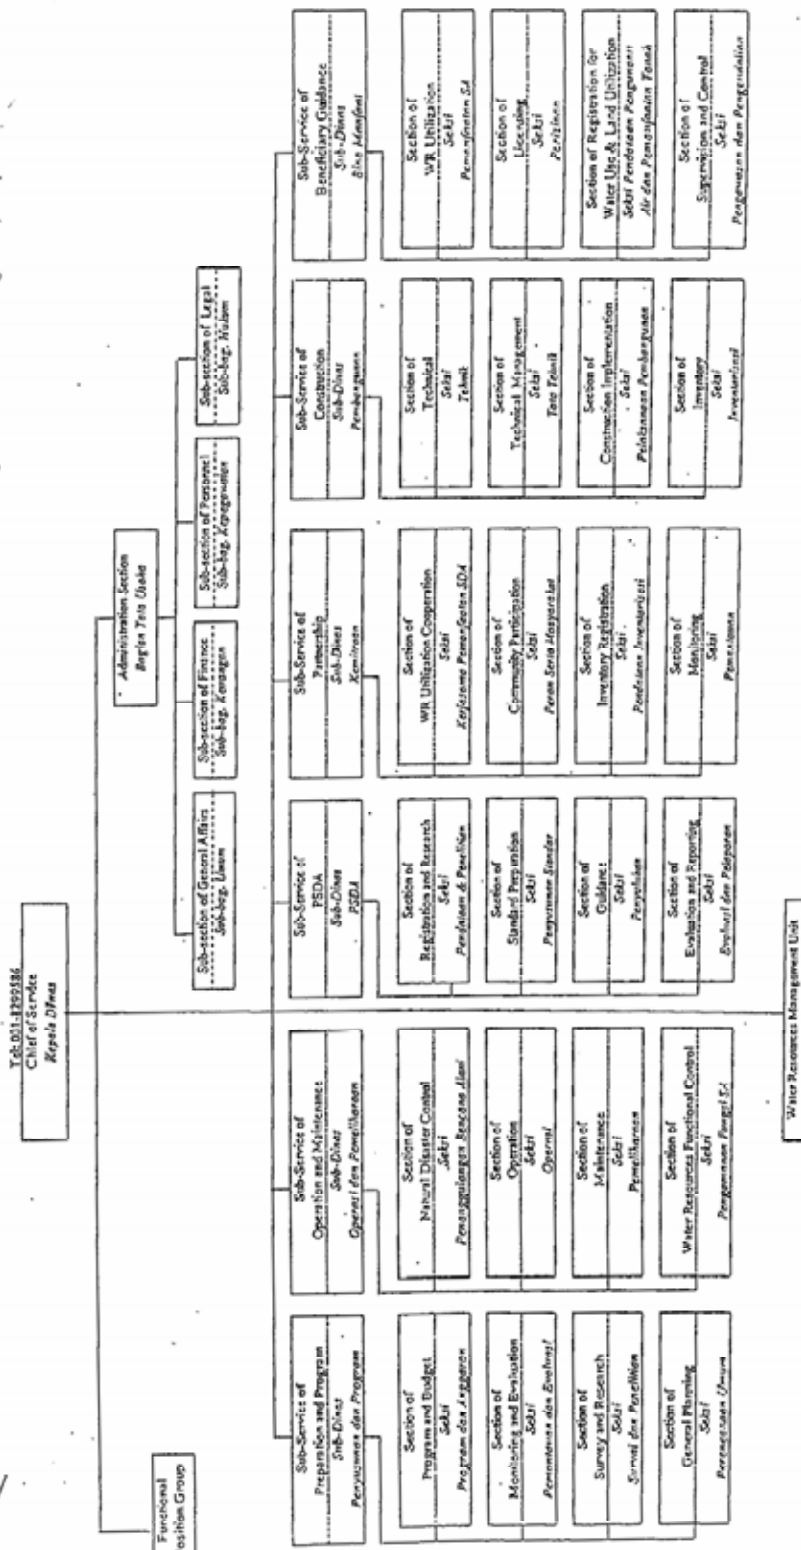 Tel: 031-8299586
Chief of Service
Kepala Dinas
Functional
Position Group
Administration Section
Bagian Tata Usaha
Sub-section of General Affairs
Sub-bag. Umum
Sub-section of Finance
Sub-bag. Keuangan
Sub-section of Personnel
Sub-bag. Kepegawaian
Sub-section of Legal
Sub-bag. Hukum
Sub-Service of
Preparation and Program
Sub-Dinas
Penyusunan dan Program
Section of
Program and Budget
Seksi
Program dan Anggaran
Section of
Monitoring and Evaluation
Seksi
Pemantauan dan Evaluasi
Section of
Survey and Research
Seksi
Survai dan Penelitian
Section of
General Planning
Seksi
Perencanaan Umum
Sub-Service of
Operation and Maintenance
Sub-Dinas
Operasi dan Pemeliharaan
Section of
Natural Disaster Control
Seksi
Penanggulangan Bencana Alam
Section of
Operation
Seksi
Operasi
Section of
Maintenance
Seksi
Pemeliharaan
Section of
Water Resources Functional Control
Seksi
Pengamanan Fungsi SA
Sub-Service of
PSDA
Sub-Dinas
PSDA
Section of
Registration and Research
Seksi
Pendataan & Penelitian
Section of
Standard Preparation
Seksi
Penyusunan Standar
Section of
Guidance
Seksi
Penyuluhan
Section of
Evaluation and Reporting
Seksi
Evaluasi dan Pelaporan
Sub-Service of
Partnership
Sub-Dinas
Kemitraan
Section of
WR Utilization Cooperation
Seksi
Kerjasama Pemanfaatan SDA
Section of
Community Participation
Seksi
Peran Serta Masyarakat
Section of
Inventory Registration
Seksi
Pendataan Inventarisasi
Section of
Monitoring
Seksi
Pemantauan
Sub-Service of
Construction
Sub-Dinas
Pembangunan
Section of
Technical
Seksi
Teknik
Section of
Technical Management
Seksi
Tata Teknik
Section of
Construction Implementation
Seksi
Pelaksanaan Pembangunan
Section of
Inventory
Seksi
Inventarisasi
Sub-Service of
Beneficiary Guidance
Sub-Dinas
Bina Manfaat
Section of
WR Utilization
Seksi
Pemanfaatan SA
Section of
Licensing
Seksi
Perizinan
Section of Registration for
Water Use & Land Utilization
Seksi Pendataan Penggunaan
Air dan Pemanfaatan Tanah
Section of
Supervision and Control
Seksi
Pengawasan dan Pengendalian
Water Resources Management Unit